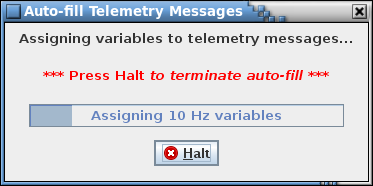 Auto-fill Telemetry Messages
Assigning variables to telemetry messages...
*** Press Halt to terminate auto-fill ***
Assigning 10 Hz variables
Halt